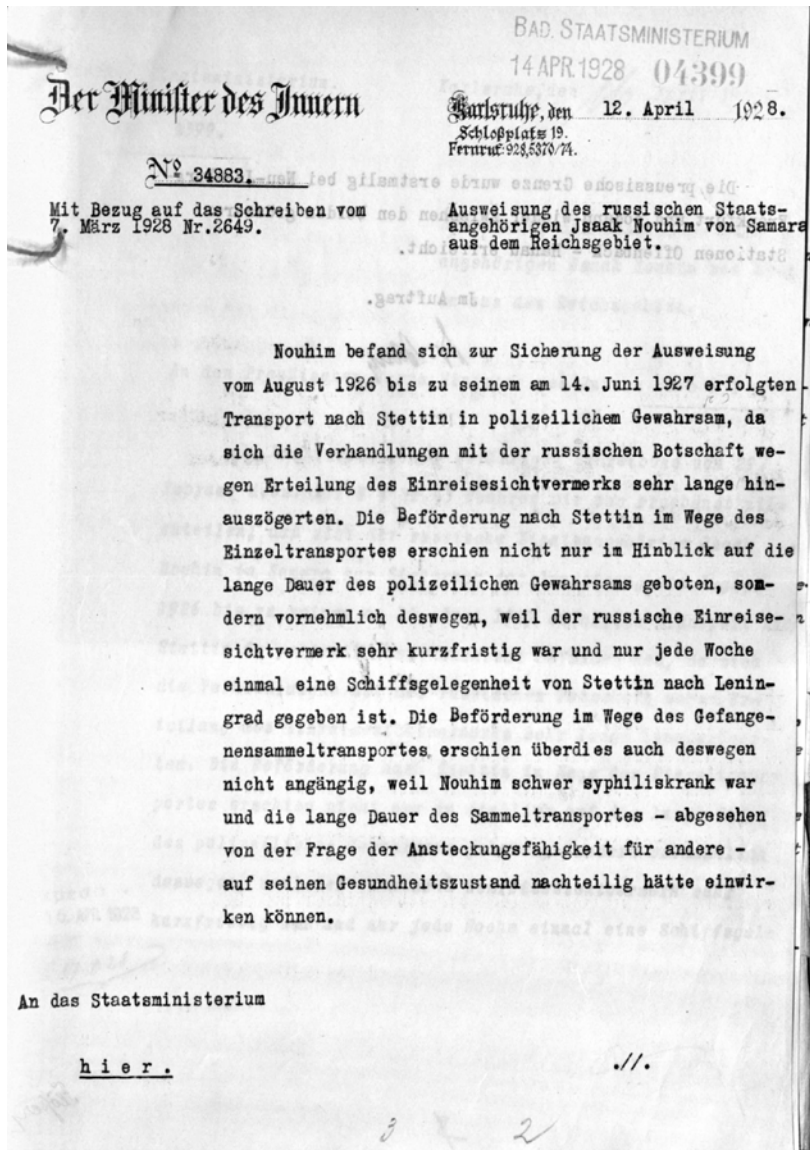 BAD. STAATSMINISTERIUM
14 APR. 1928 04399
Der Minister des Innern
Karlsruhe, den 12. April 1928.
Schloßplatz 19.
Fernruf: 928,5370/74.
№ 34883.
Mit Bezug auf das Schreiben vom
7. März 1928 Nr.2649.
Ausweisung des russischen Staats-
angehörigen Jsaak Nouhim von Samara
aus dem Reichsgebiet.
Nouhim befand sich zur Sicherung der Ausweisung
vom August 1926 bis zu seinem am 14. Juni 1927 erfolgten
Transport nach Stettin in polizeilichem Gewahrsam, da
sich die Verhandlungen mit der russischen Botschaft we-
gen Erteilung des Einreisesichtvermerks sehr lange hin-
auszögerten. Die Beförderung nach Stettin im Wege des
Einzeltransportes erschien nicht nur im Hinblick auf die
lange Dauer des polizeilichen Gewahrsams geboten, son-
dern vornehmlich deswegen, weil der russische Einreise-
sichtvermerk sehr kurzfristig war und nur jede Woche
einmal eine Schiffsgelegenheit von Stettin nach Lenin-
grad gegeben ist. Die Beförderung im Wege des Gefange-
nensammeltransportes erschien überdies auch deswegen
nicht angängig, weil Nouhim schwer syphiliskrank war
und die lange Dauer des Sammeltransportes - abgesehen
von der Frage der Ansteckungsfähigkeit für andere -
auf seinen Gesundheitszustand nachteilig hätte einwir-
ken können.
An das Staatsministerium
hier.
.//.
3 - 2